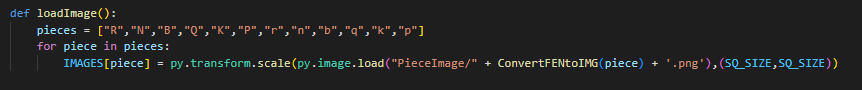 def loadImage():
    pieces = ["R","N","B","Q","K","P","r","n","b","q","k","p"]
    for piece in pieces:
        IMAGES[piece] = py.transform.scale(py.image.load("PieceImage/" + ConvertFENtoIMG(piece) + '.png'),(SQ_SIZE,SQ_SIZE))